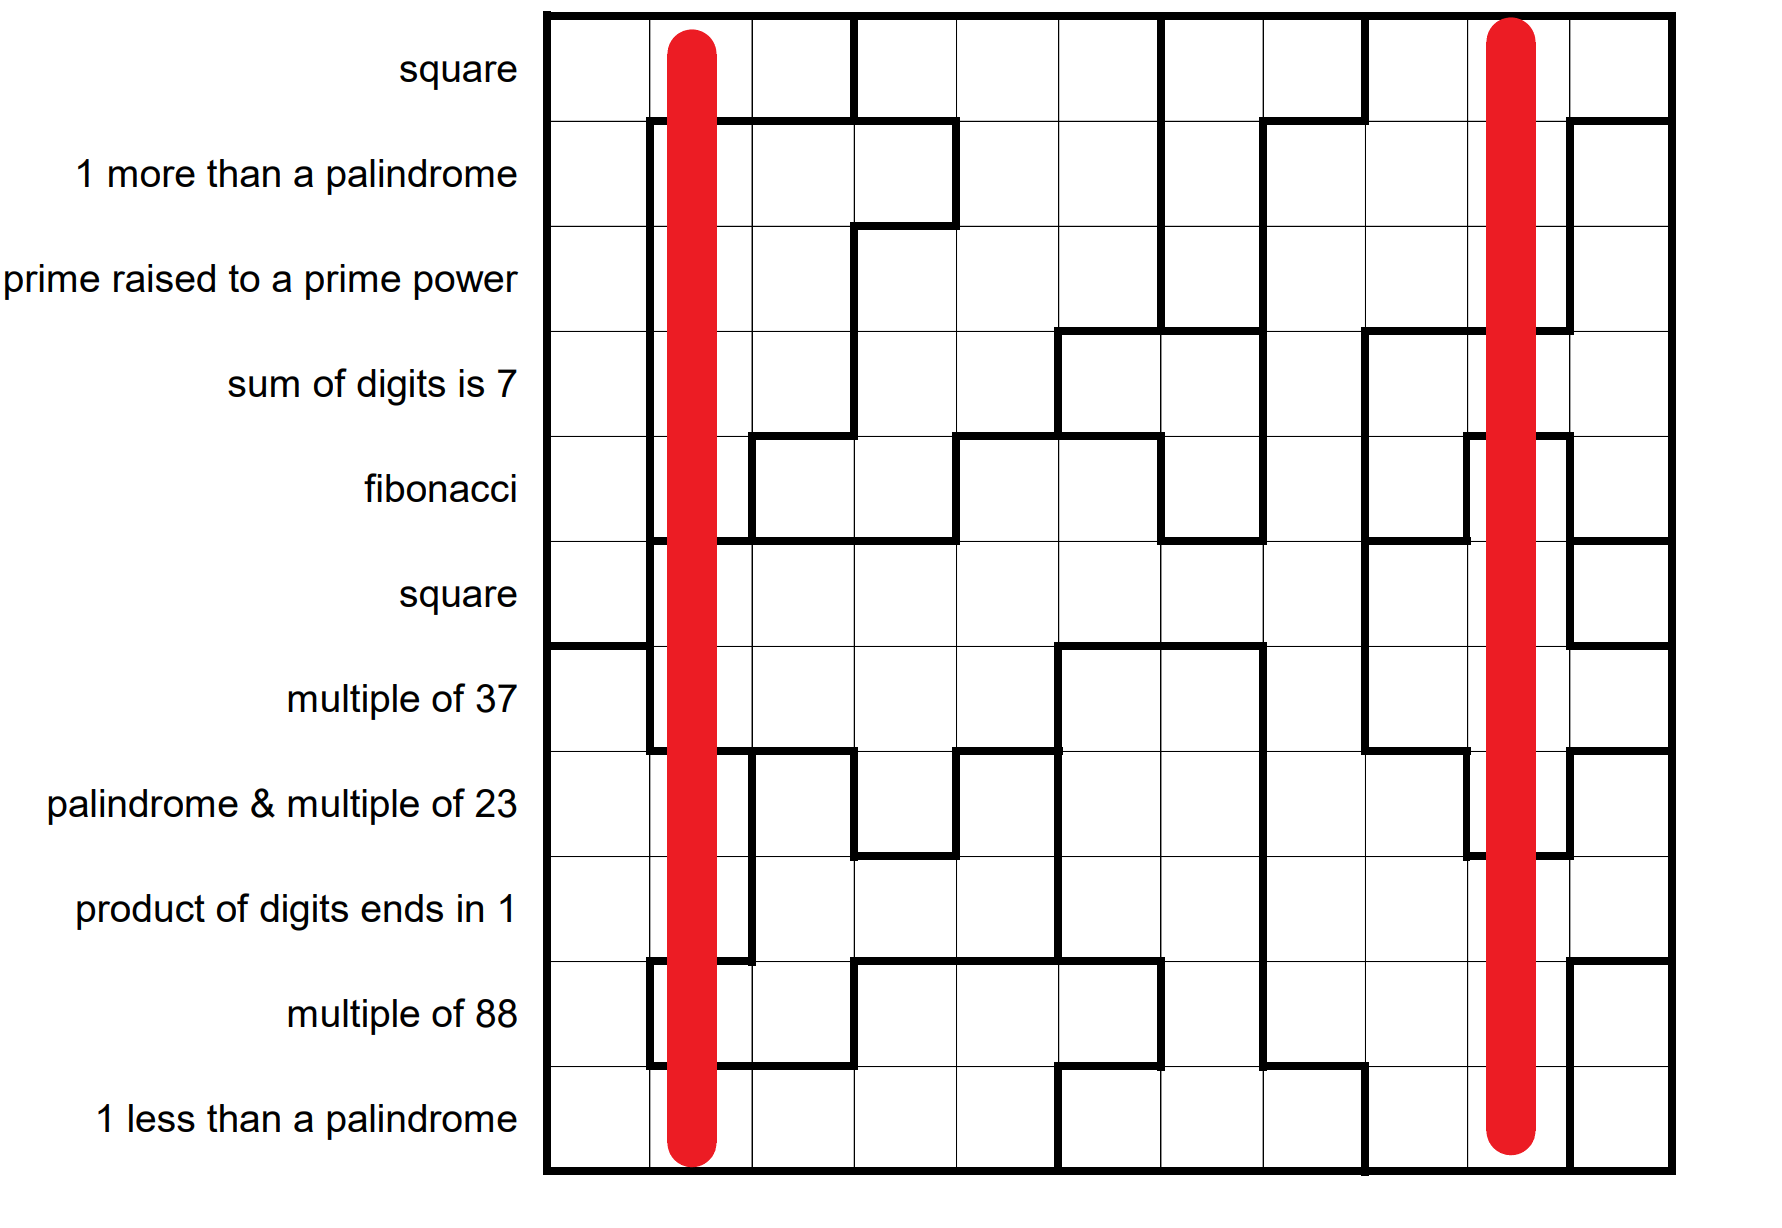 square
1 more than a palindrome
prime raised to a prime power
sum of digits is 7
fibonacci
square
multiple of 37
palindrome & multiple of 23
product of digits ends in 1
multiple of 88
1 less than a palindrome